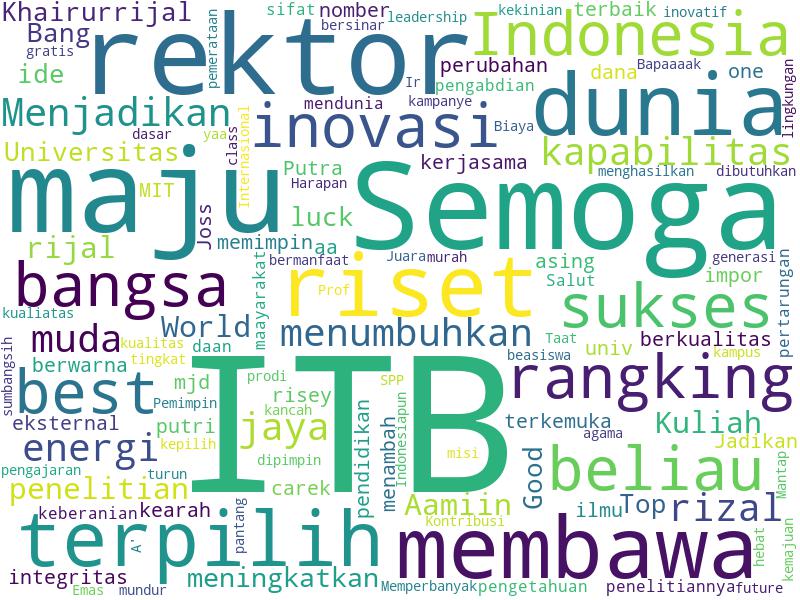 Khairurrijal
Bang
gratis
ide
rektor
pemerataan
sifat
nomber
bersinar
leadership
kekinian
terbaik
inovatif
Indonesia
perubahan
pengabdian
dana
Bapaaaak
one
lingkungan
Menjadikan
dasar
yaa
class
Internasional
mendunia
kampanye
Ir
inovasi
Biaya
dunia
Universitas
MIT
Putra
Harapan
kerjasama
kapabilitas
menghasilkan
dibutuhkan
maju
Joss
luck
Semoga
rijal
memimpin
aa
bermanfaat
Juara
murah
asing
Salut
generasi
impor
pertarungan
bangsa
maayarakat
riset
Prof
sukses
kualiatas
muda
World
menumbuhkan
Taat
berkualitas
kualitas
daan
tingkat
beasiswa
univ
kampus
sumbangsih
berwarna
best
mjd
prodi
risey
SPP
ITB
rangking
Pemimpin
kancah
eksternal
putri
jaya
terkemuka
Kuliah
energi
kepilih
pendidikan
menambah
Indonesiapun
misi
agama
Jadikan
dipimpin
Good
beliau
Mantap
pengajaran
turun
penelitian
carek
Aamiin
ilmu
Top
rizal
keberanian
kearah
pantang
Kontribusi
terpilih
A'
membawa
hebat
kemajuan
integritas
Emas
mundur
meningkatkan
Memperbanyak
pengetahuan
penelitiannya
future